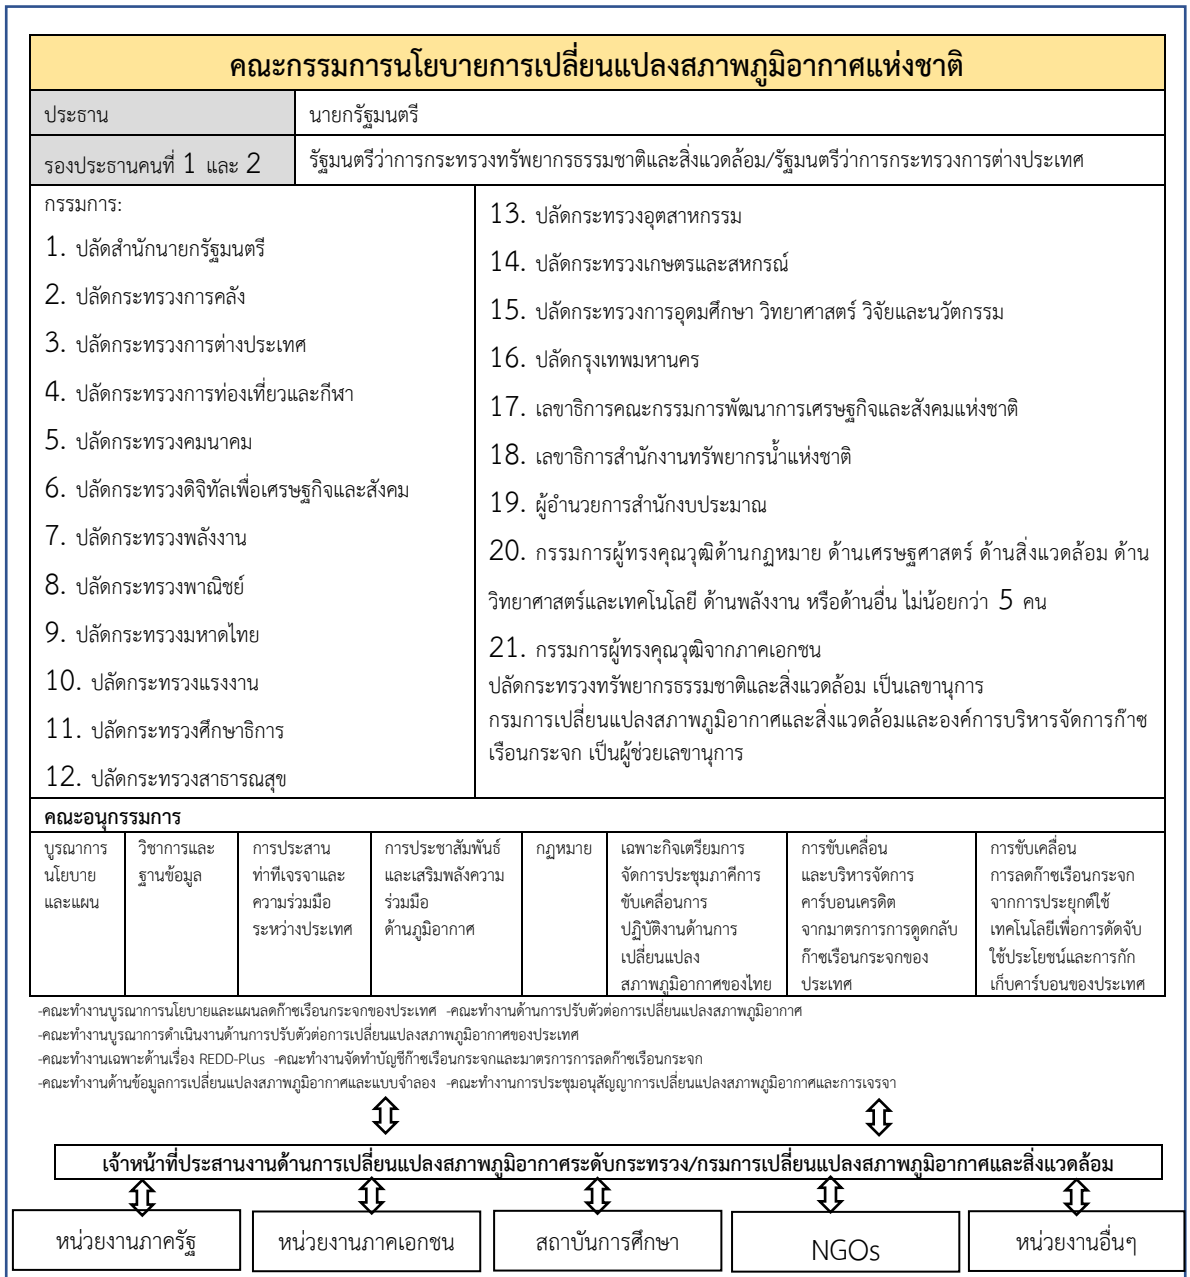 คณะกรรมการนโยบายการเปลี่ยนแปลงสภาพภูมิอากาศแห่งชาติ
ประธาน
นายกรัฐมนตรี
รองประธานคนที่ 1 และ 2
รัฐมนตรีว่าการกระทรวงทรัพยากรธรรมชาติและสิ่งแวดล้อม/รัฐมนตรีว่าการกระทรวงการต่างประเทศ
กรรมการ:
1. ปลัดสำนักนายกรัฐมนตรี
2. ปลัดกระทรวงการคลัง
3. ปลัดกระทรวงการต่างประเทศ
4. ปลัดกระทรวงการท่องเที่ยวและกีฬา
5. ปลัดกระทรวงคมนาคม
6. ปลัดกระทรวงดิจิทัลเพื่อเศรษฐกิจและสังคม
7. ปลัดกระทรวงพลังงาน
8. ปลัดกระทรวงพาณิชย์
9. ปลัดกระทรวงมหาดไทย
10. ปลัดกระทรวงแรงงาน
11. ปลัดกระทรวงศึกษาธิการ
12. ปลัดกระทรวงสาธารณสุข
13. ปลัดกระทรวงอุตสาหกรรม
14. ปลัดกระทรวงเกษตรและสหกรณ์
15. ปลัดกระทรวงการอุดมศึกษา วิทยาศาสตร์ วิจัยและนวัตกรรม
16. ปลัดกรุงเทพมหานคร
17. เลขาธิการคณะกรรมการพัฒนาการเศรษฐกิจและสังคมแห่งชาติ
18. เลขาธิการสำนักงานทรัพยากรน้ำแห่งชาติ
19. ผู้อำนวยการสำนักงบประมาณ
20. กรรมการผู้ทรงคุณวุฒิด้านกฎหมาย ด้านเศรษฐศาสตร์ ด้านสิ่งแวดล้อม ด้าน
วิทยาศาสตร์และเทคโนโลยี ด้านพลังงาน หรือด้านอื่น ไม่น้อยกว่า 5 คน
21. กรรมการผู้ทรงคุณวุฒิจากภาคเอกชน
ปลัดกระทรวงทรัพยากรธรรมชาติและสิ่งแวดล้อม เป็นเลขานุการ
กรมการเปลี่ยนแปลงสภาพภูมิอากาศและสิ่งแวดล้อมและองค์การบริหารจัดการก๊าซ
เรือนกระจก เป็นผู้ช่วยเลขานุการ
คณะอนุกรรมการ
บูรณาการ
นโยบาย
และแผน
วิชาการและ
ฐานข้อมูล
การประสาน
ท่าทีเจรจาและ
ความร่วมมือ
ระหว่างประเทศ
การประชาสัมพันธ์
และเสริมพลังความ
ร่วมมือ
ด้านภูมิอากาศ
กฎหมาย
เฉพาะกิจเตรียมการ
จัดการประชุมภาคีการ
ขับเคลื่อนการ
ปฏิบัติงานด้านการ
เปลี่ยนแปลง
สภาพภูมิอากาศของไทย
การขับเคลื่อน
และบริหารจัดการ
คาร์บอนเครดิต
จากมาตรการการดูดกลับ
ก๊าซเรือนกระจกของ
ประเทศ
การขับเคลื่อน
การลดก๊าซเรือนกระจก
จากการประยุกต์ใช้
เทคโนโลยีเพื่อการดัดจับ
ใช้ประโยชน์และการกัก
เก็บคาร์บอนของประเทศ
-คณะทำงานบูรณาการนโยบายและแผนลดก๊าซเรือนกระจกของประเทศ -คณะทำงานด้านการปรับตัวต่อการเปลี่ยนแปลงสภาพภูมิอากาศ
-คณะทำงานบูรณาการดำเนินงานด้านการปรับตัวต่อการเปลี่ยนแปลงสภาพภูมิอากาศของประเทศ
-คณะทำงานเฉพาะด้านเรื่อง REDD-Plus -คณะทำงานจัดทำบัญชีก๊าซเรือนกระจกและมาตรการการลดก๊าซเรือนกระจก
-คณะทำงานด้านข้อมูลการเปลี่ยนแปลงสภาพภูมิอากาศและแบบจำลอง -คณะทำงานการประชุมอนุสัญญาการเปลี่ยนแปลงสภาพภูมิอากาศและการเจรจา
เจ้าหน้าที่ประสานงานด้านการเปลี่ยนแปลงสภาพภูมิอากาศระดับกระทรวง/กรมการเปลี่ยนแปลงสภาพภูมิอากาศและสิ่งแวดล้อม
หน่วยงานภาครัฐ
หน่วยงานภาคเอกชน
สถาบันการศึกษา
NGOs
หน่วยงานอื่นๆ